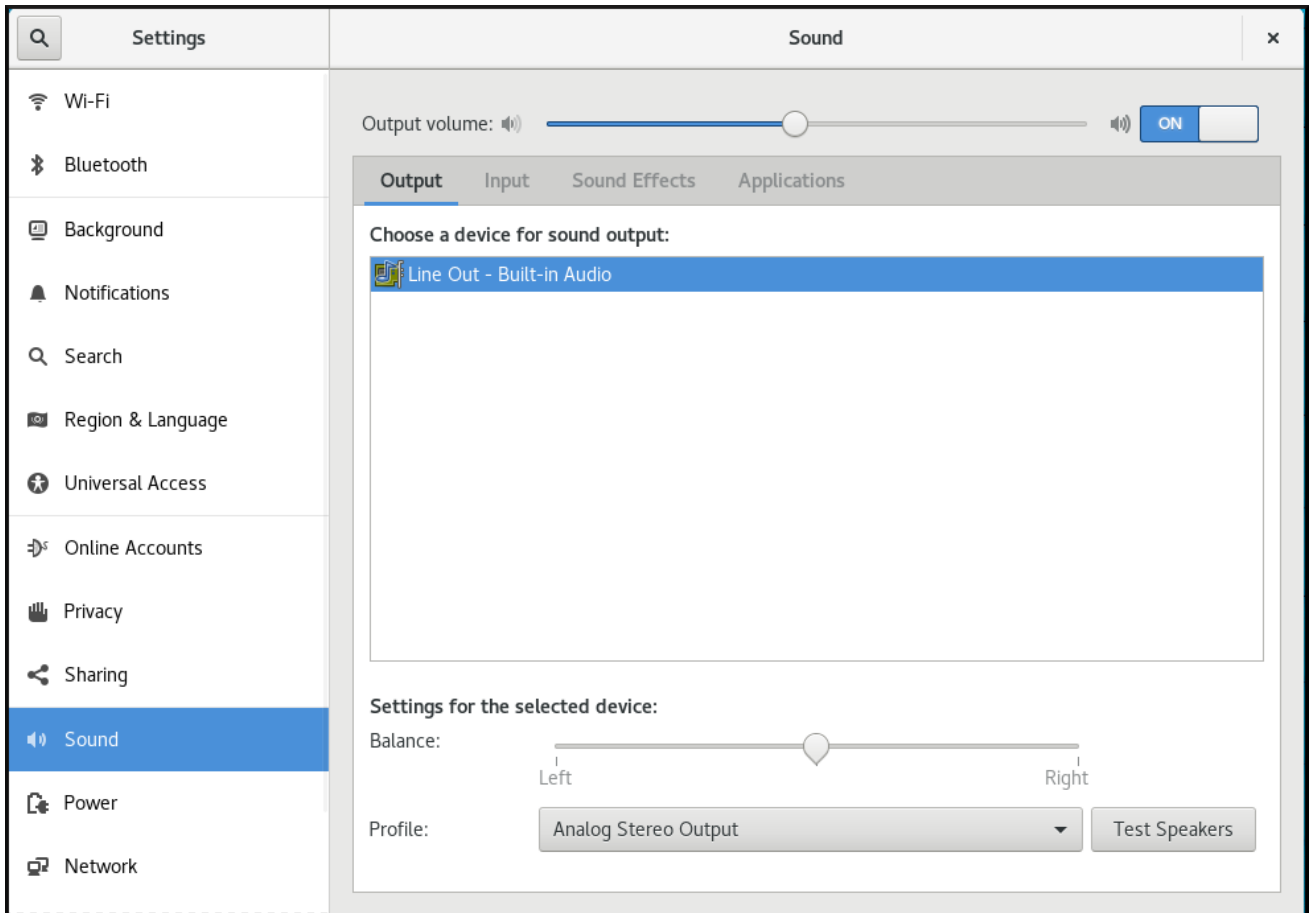 Settings
Sound
Wi-Fi
Bluetooth
Background
Notifications
Search
Region & Language
Universal Access
Online Accounts
Privacy
Sharing
Sound
Power
Network
Output volume:
ON
Output Input Sound Effects Applications
Choose a device for sound output:
Line Out - Built-in Audio
Settings for the selected device:
Balance:
Left Right
Profile: Analog Stereo Output Test Speakers